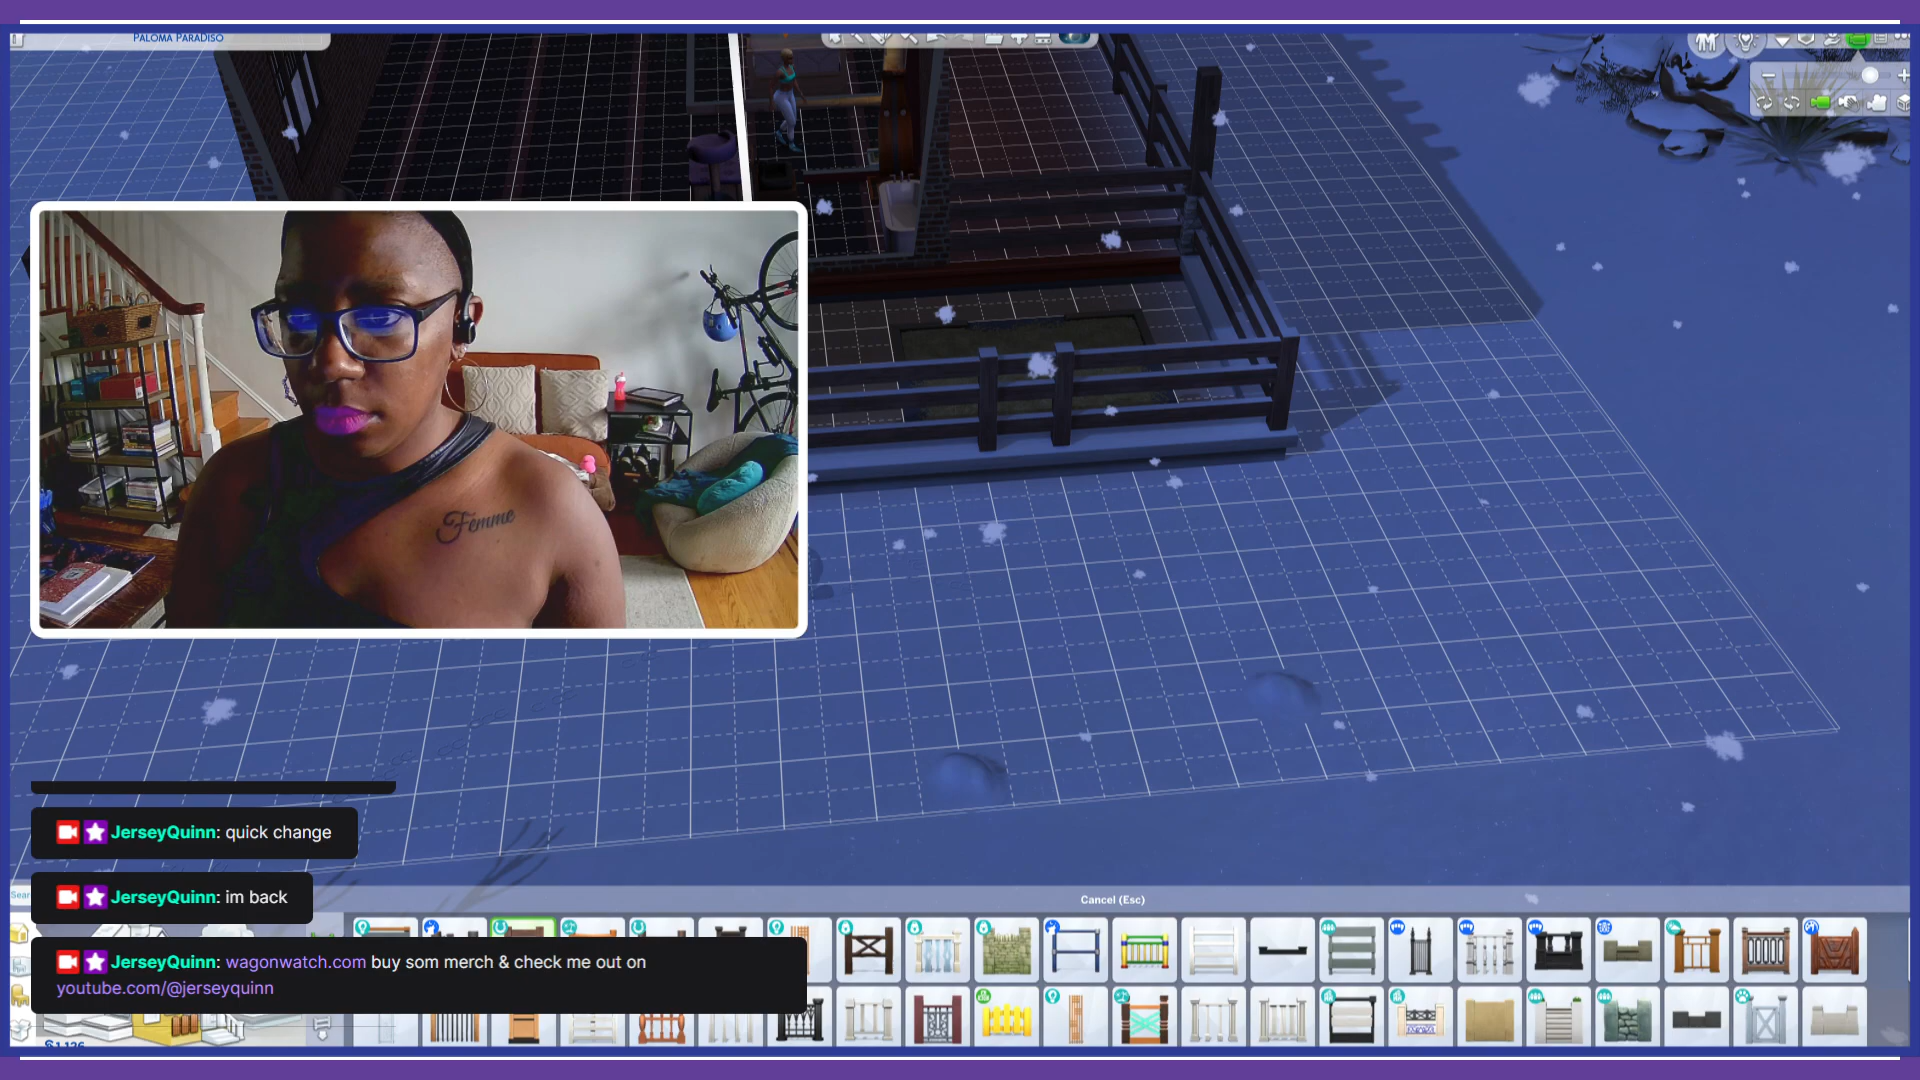 PALOMA PARADISO
Femme
JerseyQuinn: quick change
JerseyQuinn: im back
JerseyQuinn: wagonwatch.com buy som merch & check me out on
youtube.com/@jerseyquinn
Cancel (Esc)